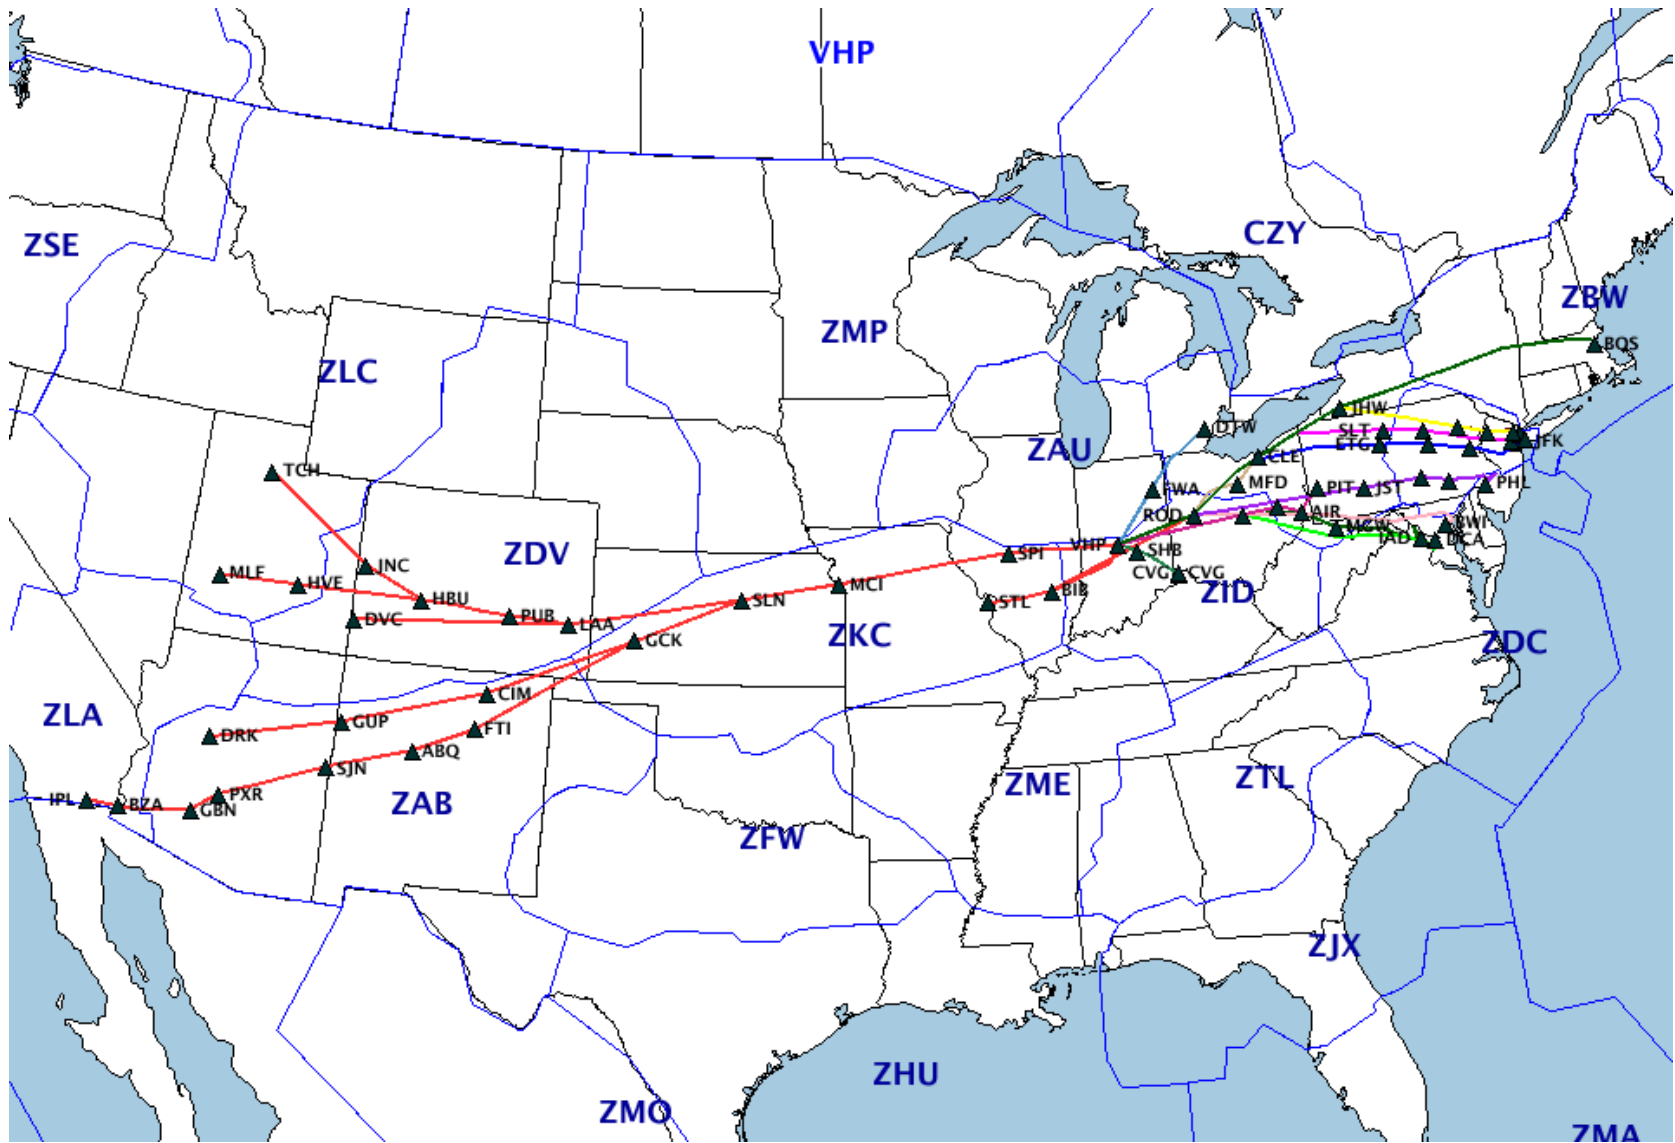 VHP
CZY
ZSE
ZBW
ZMP
ZLC
BOS
IHW
DTW
SLT
JFK
ETG
ZAU
CLE
TCH
FWA
MFD
PIT
JST
PHL
ROD
AIR
MGW
BWI
IAD
DCA
VHP
SHB
ZDV
SPI
INC
CVG
CVG
MLF
HVE
MCI
ZID
BIB
HBU
SLN
STL
DVC
PUB
LAA
ZKC
GCK
ZDC
CIM
ZLA
GUP
DRK
FTI
ABQ
SJN
ZME
ZTL
PXR
IPL
BZA
GBN
ZAB
ZFW
ZJX
ZHU
ZMO
ZMA